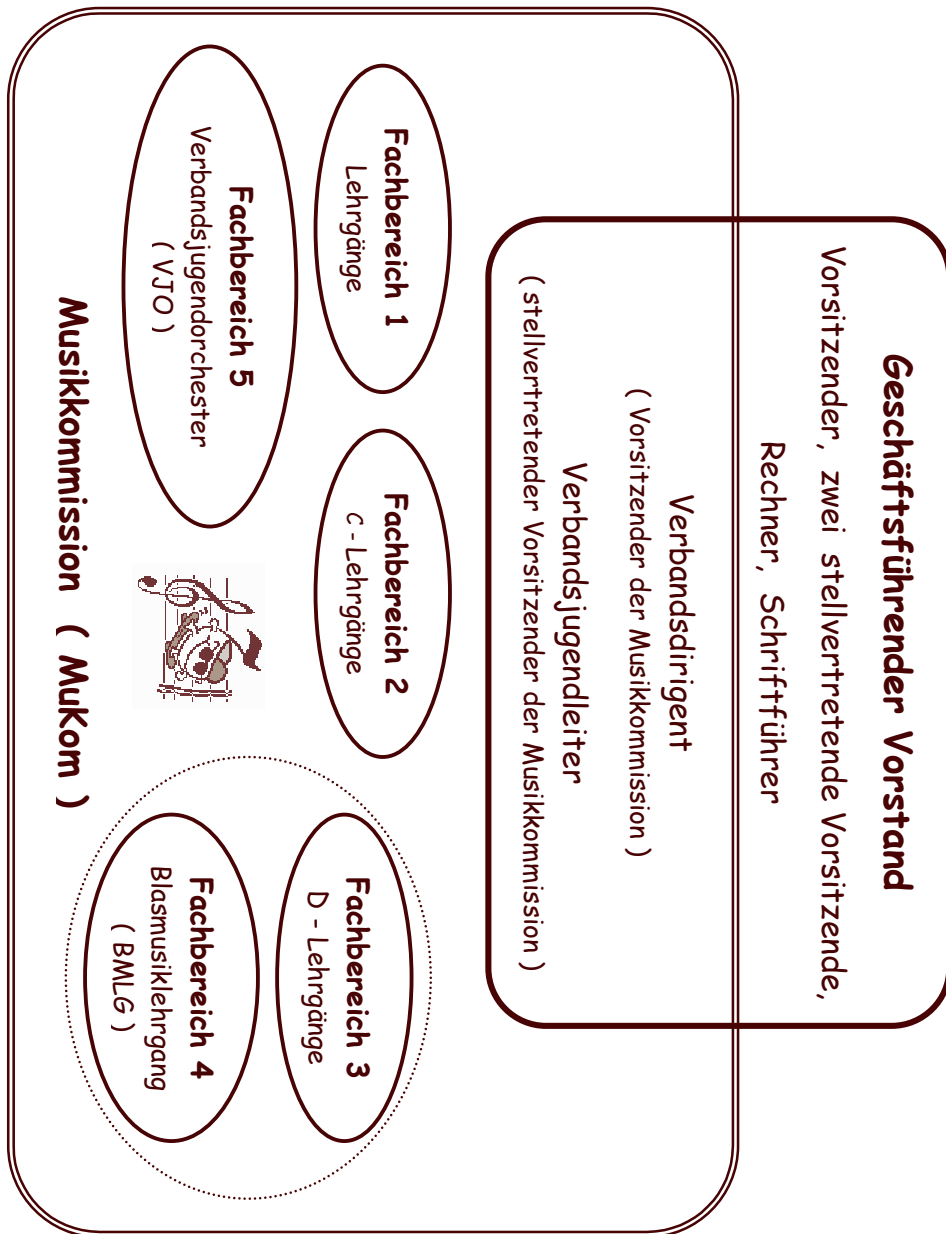 Geschäftsführender Vorstand
Vorsitzender, zwei stellvertretende Vorsitzende,
Rechner, Schriftführer
Verbandsdirigent
( Vorsitzender der Musikkommission )
Verbandsjugendleiter
( stellvertretender Vorsitzender der Musikkommission )
Fachbereich 1
Lehrgänge
Fachbereich 2
C - Lehrgänge
Fachbereich 3
D - Lehrgänge
Fachbereich 5
Verbandsjugendorchester
( VJO )
Fachbereich 4
Blasmusiklehrgang
( BMLG )
Musikkommission ( MuKom )